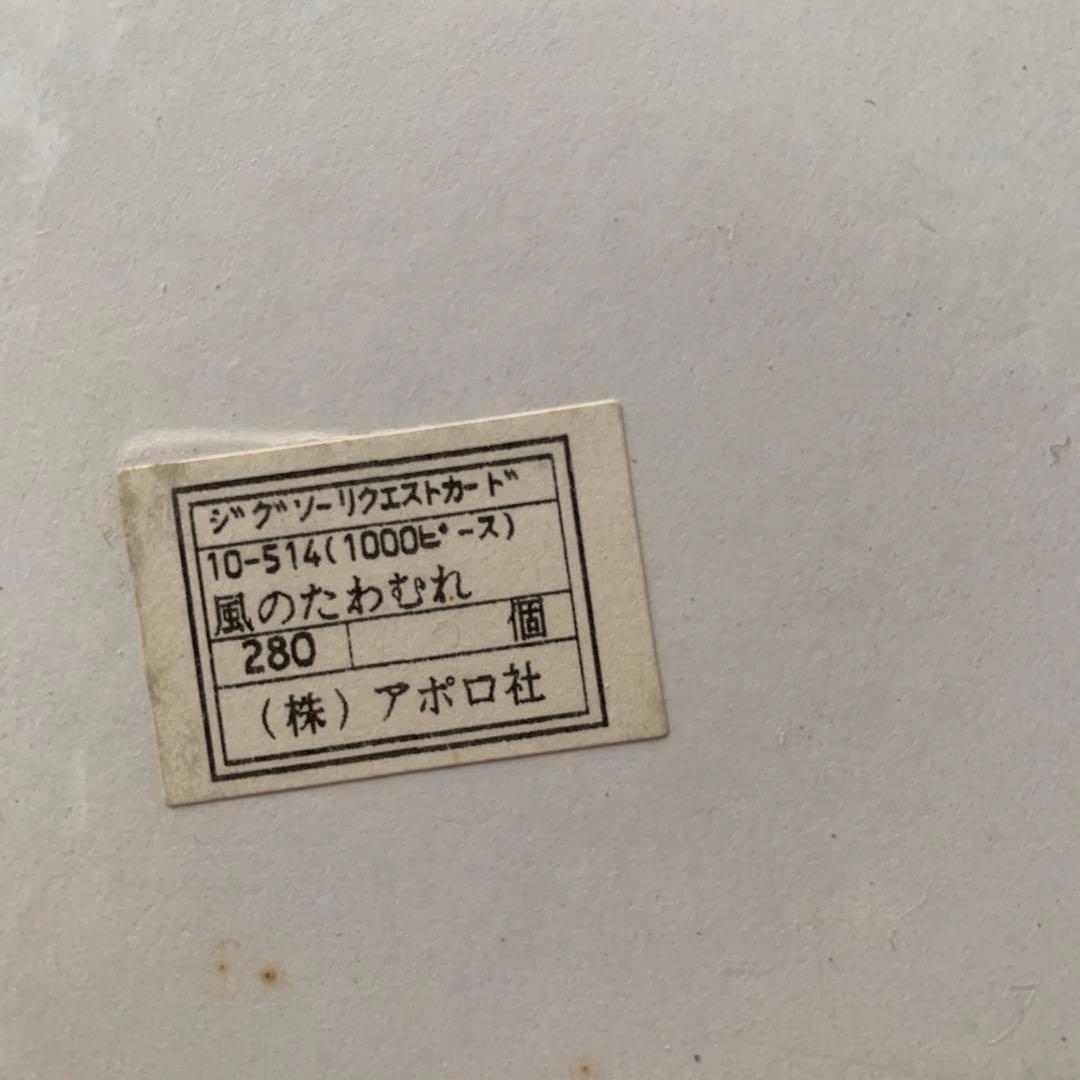 ジグソーリクエストカード
10-514(1000ピース)
風のたわむれ
280 個
(株)アポロ社